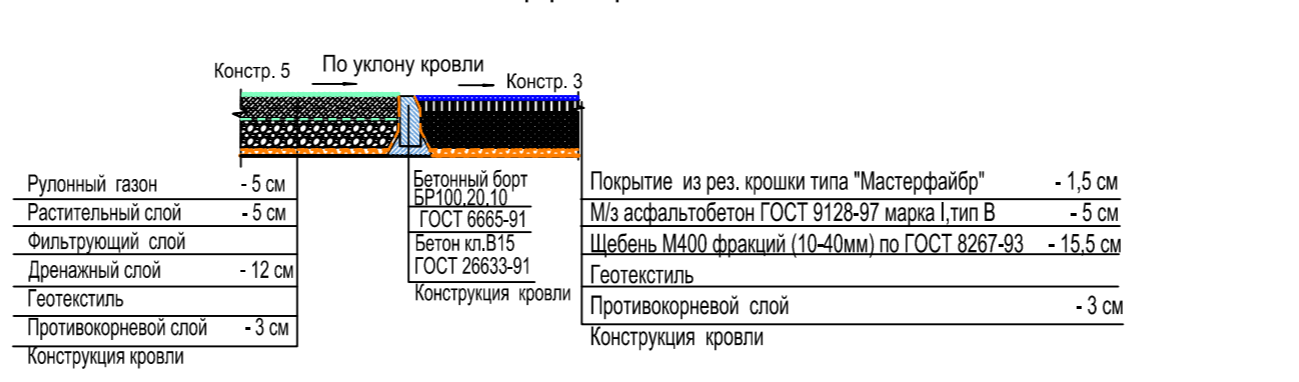 Констр. 5
По уклону кровли
Констр. 3
Рулонный газон - 5 см
Растительный слой - 5 см
Фильтрующий слой
Дренажный слой - 12 см
Геотекстиль
Противокорневой слой - 3 см
Конструкция кровли
Бетонный борт
БР100.20.10
ГОСТ 6665-91
Бетон кл.В15
ГОСТ 26633-91
Конструкция кровли
Покрытие из рез. крошки типа "Мастерфайбр" - 1,5 см
М/з асфальтобетон ГОСТ 9128-97 марка I,тип В - 5 см
Щебень М400 фракций (10-40мм) по ГОСТ 8267-93 - 15,5 см
Геотекстиль
Противокорневой слой - 3 см
Конструкция кровли